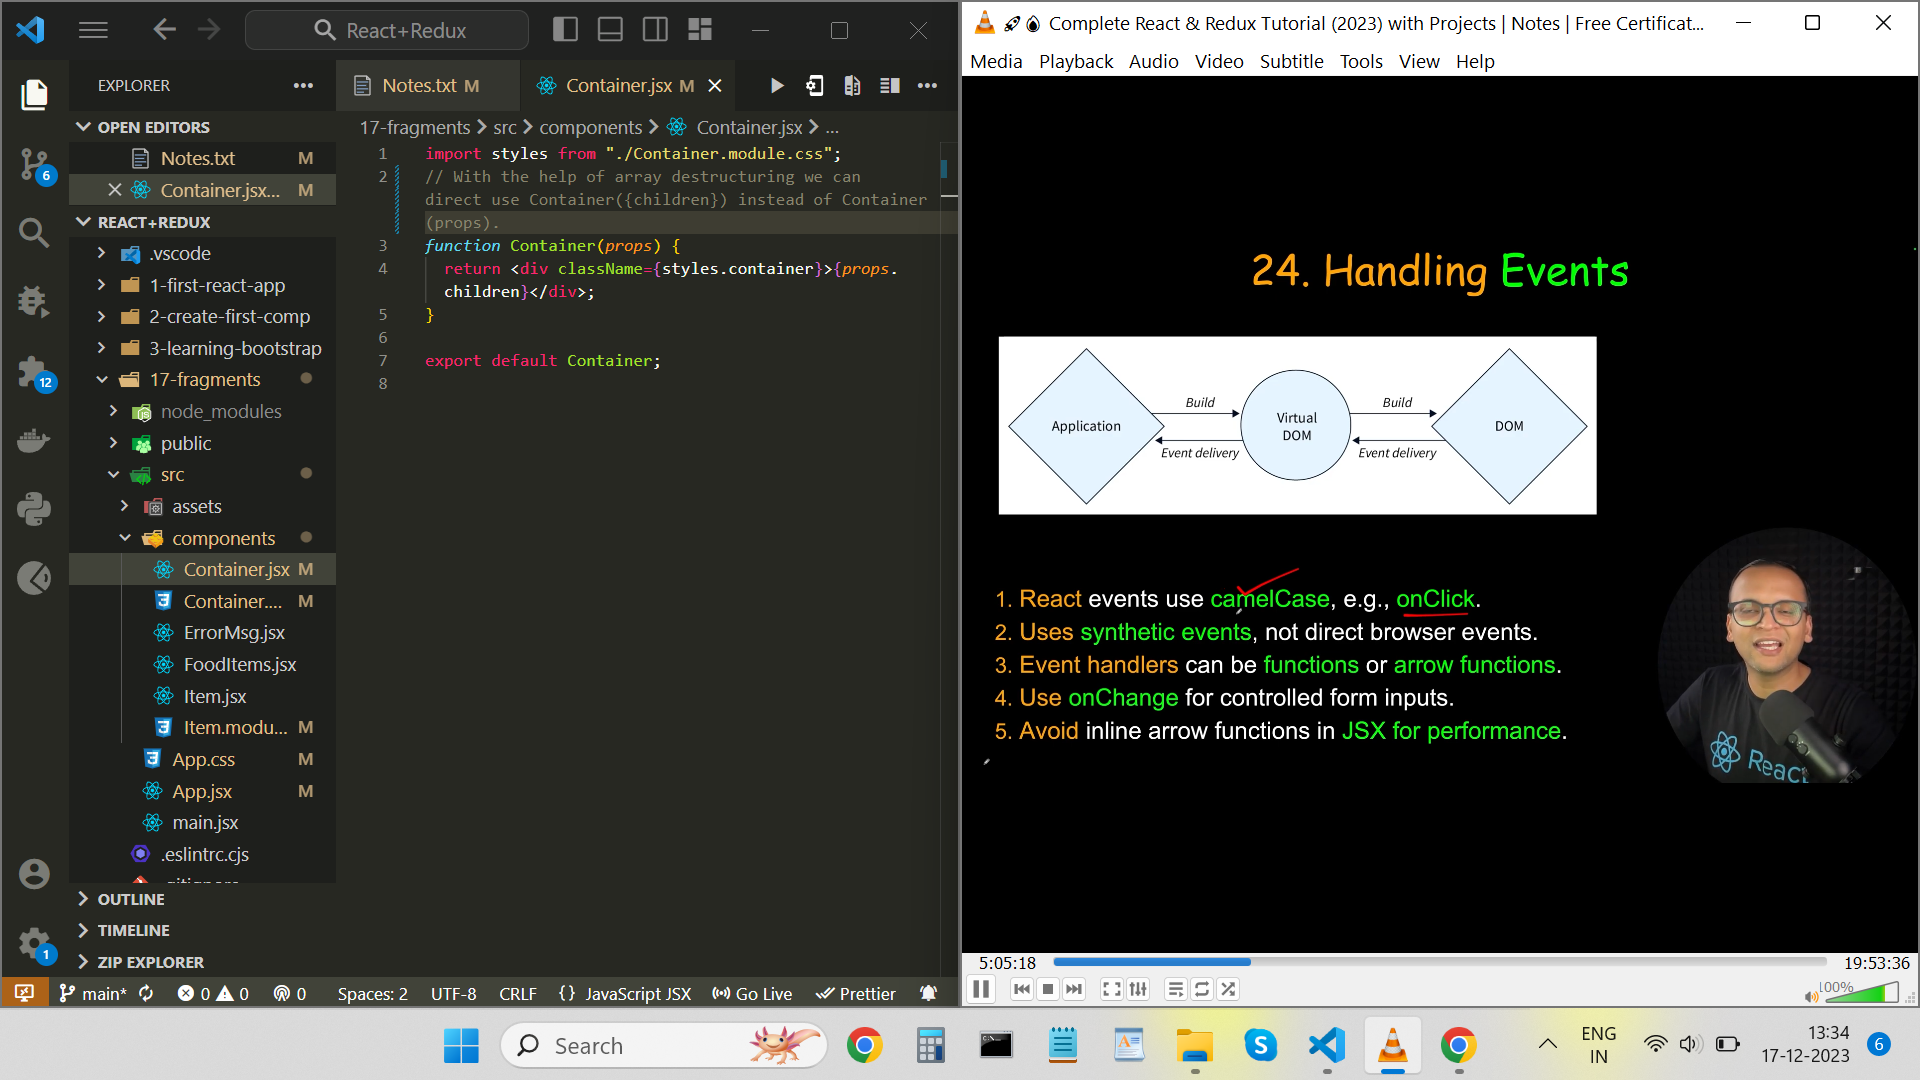 React+Redux
EXPLORER
OPEN EDITORS
Notes.txt M
Container.jsx... M
REACT+REDUX
.vscode
1-first-react-app
2-create-first-comp
3-learning-bootstrap
17-fragments
node_modules
public
src
assets
components
Container.jsx M
Container.... M
ErrorMsg.jsx
FoodItems.jsx
Item.jsx
Item.modu... M
App.css M
App.jsx M
main.jsx
.eslintrc.cjs
OUTLINE
TIMELINE
ZIP EXPLORER
6
12
1
Notes.txt M
Container.jsx M
17-fragments > src > components > Container.jsx > ...
1 import styles from "./Container.module.css";
2 // With the help of array destructuring we can
direct use Container({children}) instead of Container
(props).
3 function Container(props) {
4 return <div className={styles.container}>{props.
children}</div>;
5 }
6
7 export default Container;
8
main* 0 0 0 Spaces: 2 UTF-8 CRLF {} JavaScript JSX Go Live Prettier
Complete React & Redux Tutorial (2023) with Projects | Notes | Free Certificat...
Media Playback Audio Video Subtitle Tools View Help
24. Handling Events
Application
Build
Event delivery
Virtual
DOM
Build
Event delivery
DOM
1. React events use camelCase, e.g., onClick.
2. Uses synthetic events, not direct browser events.
3. Event handlers can be functions or arrow functions.
4. Use onChange for controlled form inputs.
5. Avoid inline arrow functions in JSX for performance.
React
5:05:18
19:53:36
100%
Search
ENG
IN
13:34
17-12-2023
6